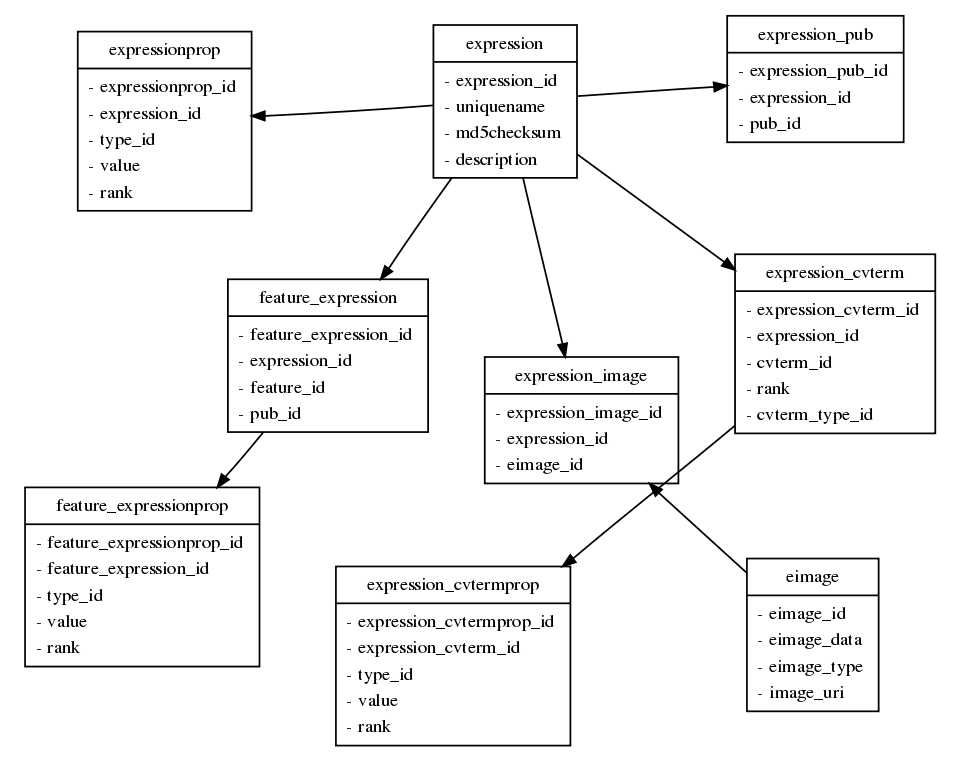 expressionprop
- expressionprop_id
- expression_id
- type_id
- value
- rank
expression
- expression_id
- uniquename
- md5checksum
- description
expression_pub
- expression_pub_id
- expression_id
- pub_id
feature_expression
- feature_expression_id
- expression_id
- feature_id
- pub_id
expression_image
- expression_image_id
- expression_id
- eimage_id
expression_cvterm
- expression_cvterm_id
- expression_id
- cvterm_id
- rank
- cvterm_type_id
feature_expressionprop
- feature_expressionprop_id
- feature_expression_id
- type_id
- value
- rank
expression_cvtermprop
- expression_cvtermprop_id
- expression_cvterm_id
- type_id
- value
- rank
eimage
- eimage_id
- eimage_data
- eimage_type
- image_uri